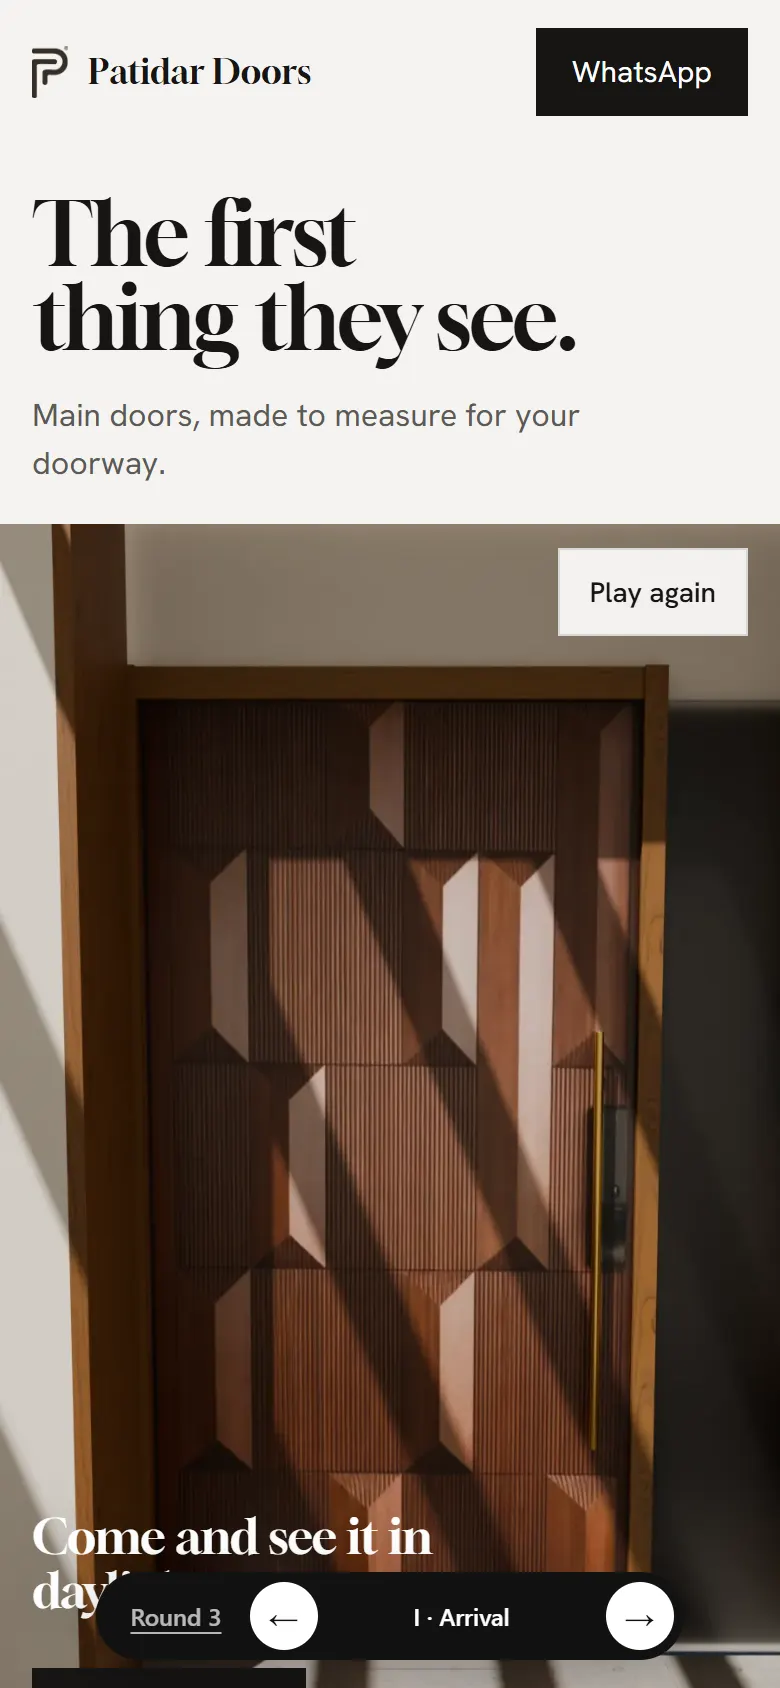 Patidar Doors
WhatsApp
The first
thing they see.
Main doors, made to measure for your
doorway.
Play again
Come and see it in
Round 3
←
I · Arrival
→